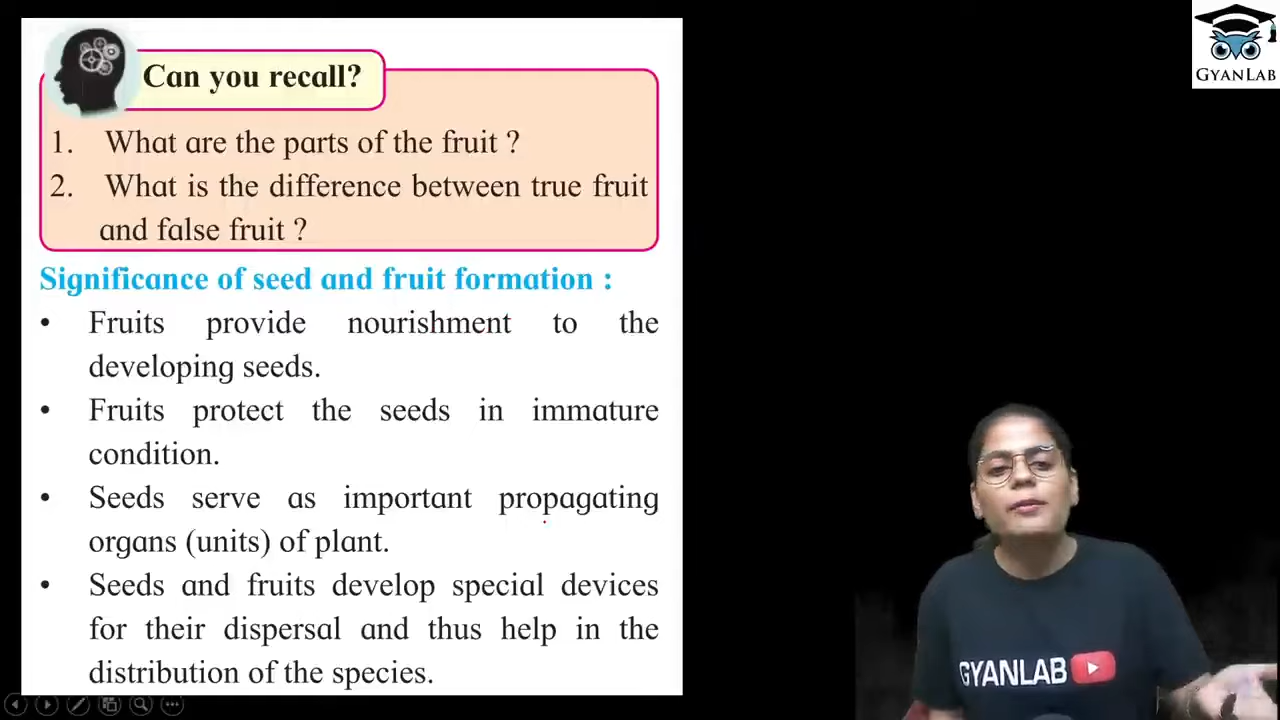 GYANLAB
Can you recall?
1. What are the parts of the fruit ?
2. What is the difference between true fruit
and false fruit ?
Significance of seed and fruit formation :
• Fruits provide nourishment to the
developing seeds.
• Fruits protect the seeds in immature
condition.
• Seeds serve as important propagating
organs (units) of plant.
• Seeds and fruits develop special devices
for their dispersal and thus help in the
distribution of the species.
GYANLAB